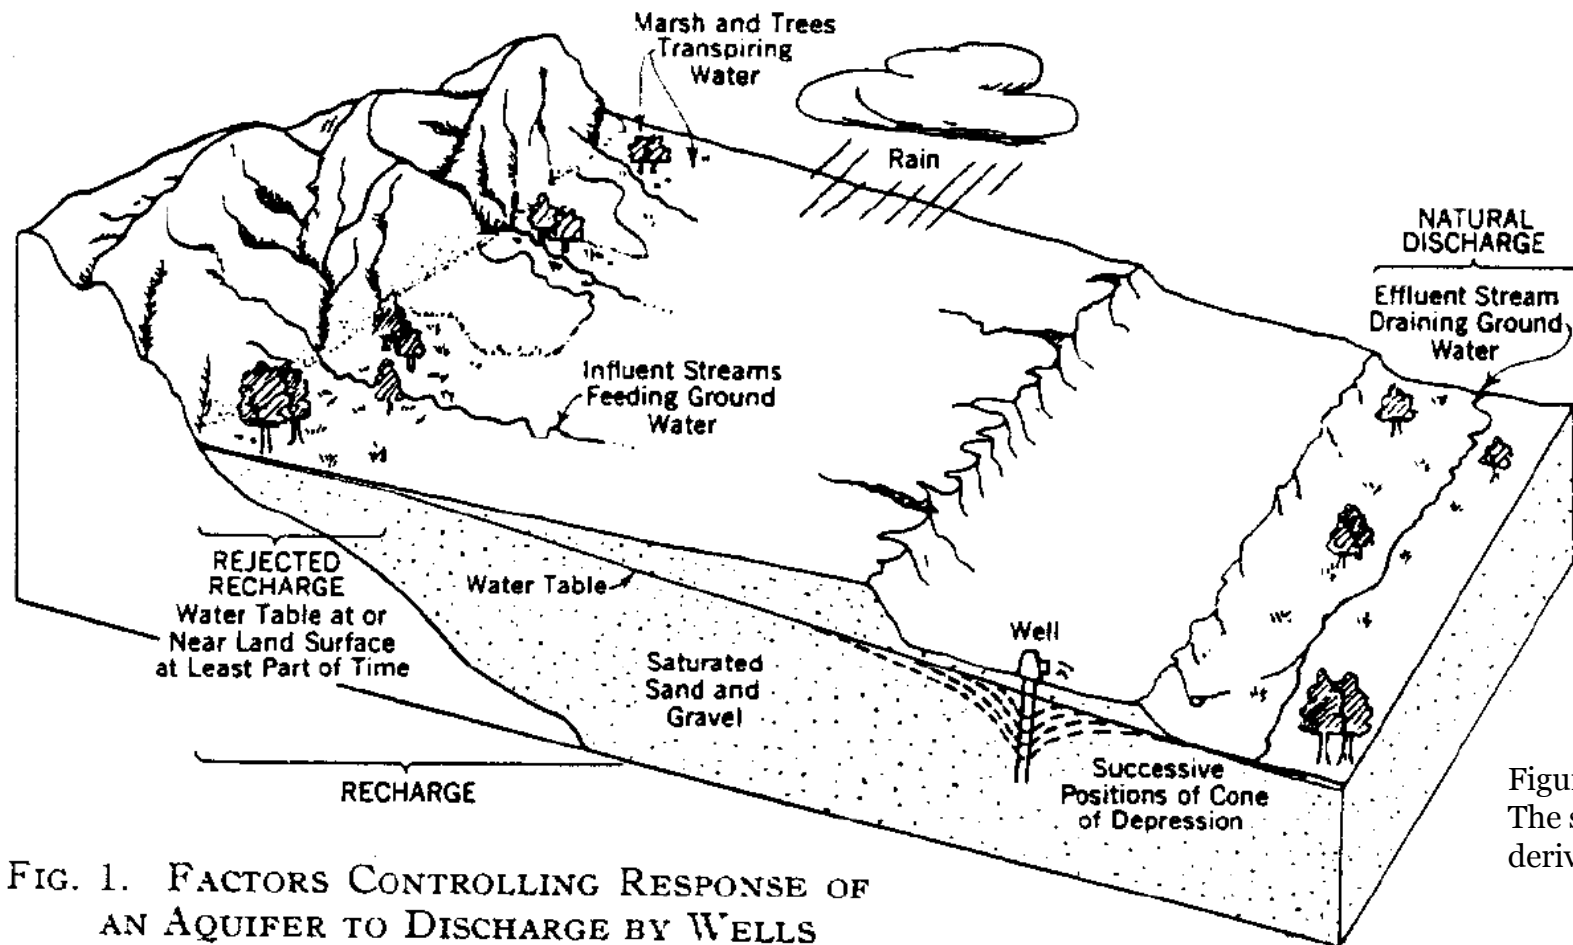 Marsh and Trees
Transpiring
Water
Rain
NATURAL
DISCHARGE
Effluent Stream
Draining Ground
Water
Influent Streams
Feeding Ground
Water
REJECTED
RECHARGE
Water Table at or
Near Land Surface
at Least Part of Time
Water Table
Well
Saturated
Sand and
Gravel
RECHARGE
Successive
Positions of Cone
of Depression
FIG. 1. FACTORS CONTROLLING RESPONSE OF
AN AQUIFER TO DISCHARGE BY WELLS
The